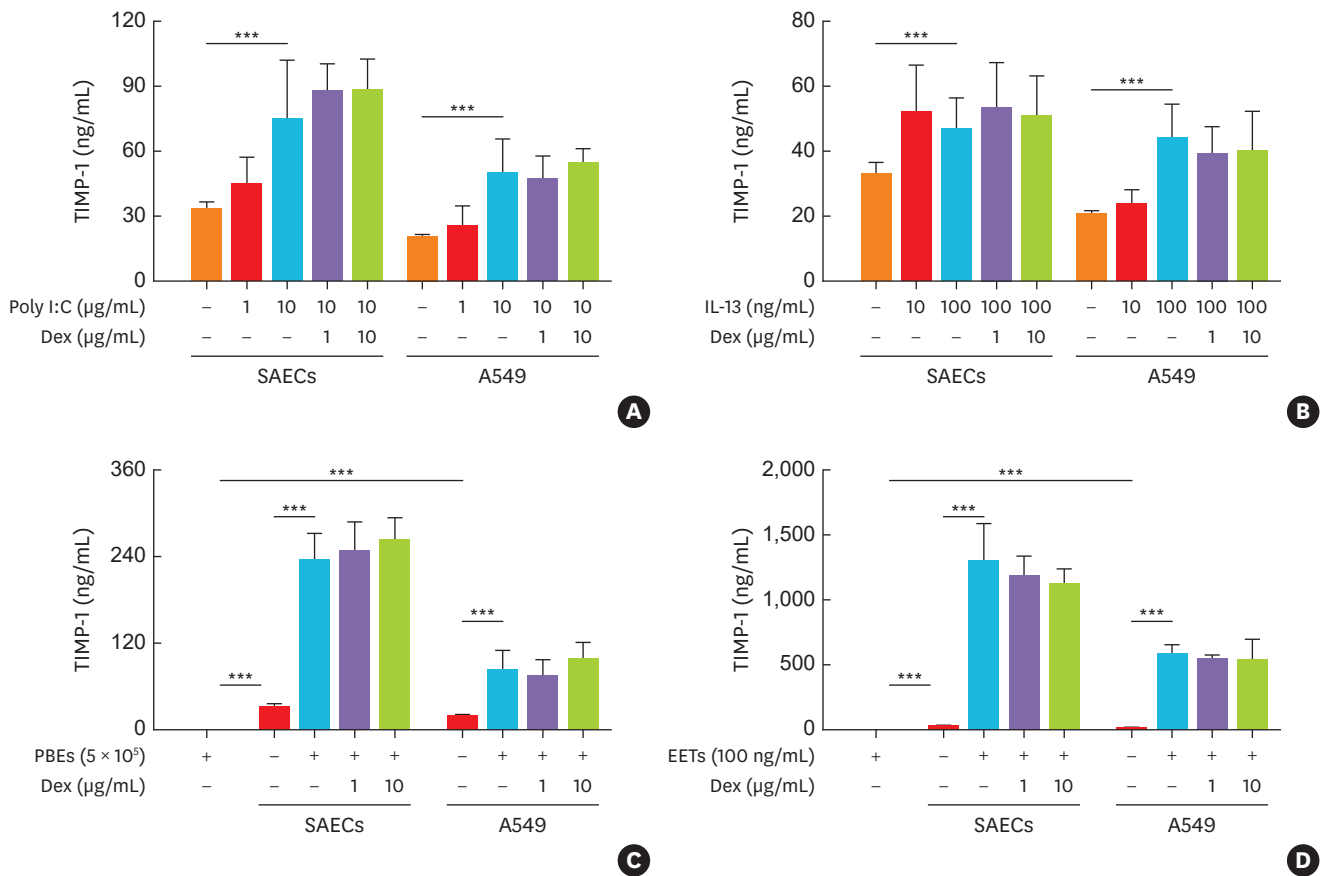 120
90
60
30
0
TIMP-1 (ng/mL)
***
***
Poly I:C (µg/mL) – 1 10 10 10 – 1 10 10 10
Dex (µg/mL) – – – 1 10 – – – 1 10
SAECs A549
A
80
60
40
20
0
TIMP-1 (ng/mL)
***
***
IL-13 (ng/mL) – 10 100 100 100 – 10 100 100 100
Dex (µg/mL) – – – 1 10 – – – 1 10
SAECs A549
B
360
240
120
0
TIMP-1 (ng/mL)
***
***
***
***
PBEs (5 × 10⁵) + – + + + – + + +
Dex (µg/mL) – – – 1 10 – – 1 10
SAECs A549
C
2,000
1,500
1,000
500
0
TIMP-1 (ng/mL)
***
***
***
***
EETs (100 ng/mL) + – + + + – + + +
Dex (µg/mL) – – – 1 10 – – 1 10
SAECs A549
D